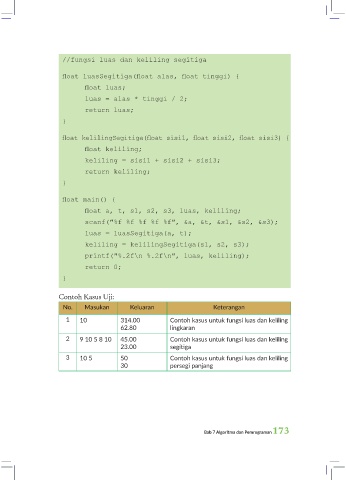 //fungsi luas dan keliling segitiga
float luasSegitiga(float alas, float tinggi) {
float luas;
luas = alas * tinggi / 2;
return luas;
}
float kelilingSegitiga(float sisi1, float sisi2, float sisi3) {
float keliling;
keliling = sisi1 + sisi2 + sisi3;
return keliling;
}
float main() {
float a, t, s1, s2, s3, luas, keliling;
scanf("%f %f %f %f %f", &a, &t, &s1, &s2, &s3);
luas = luasSegitiga(a, t);
keliling = kelilingSegitiga(s1, s2, s3);
printf("%.2f\n %.2f\n", luas, keliling);
return 0;
}
Contoh Kasus Uji:
No. Masukan Keluaran Keterangan
1 10 314.00 Contoh kasus untuk fungsi luas dan keliling
62.80 lingkaran
2 9 10 5 8 10 45.00 Contoh kasus untuk fungsi luas dan keliling
23.00 segitiga
3 10 5 50 Contoh kasus untuk fungsi luas dan keliling
30 persegi panjang
Bab 7 Algoritma dan Pemrograman 173